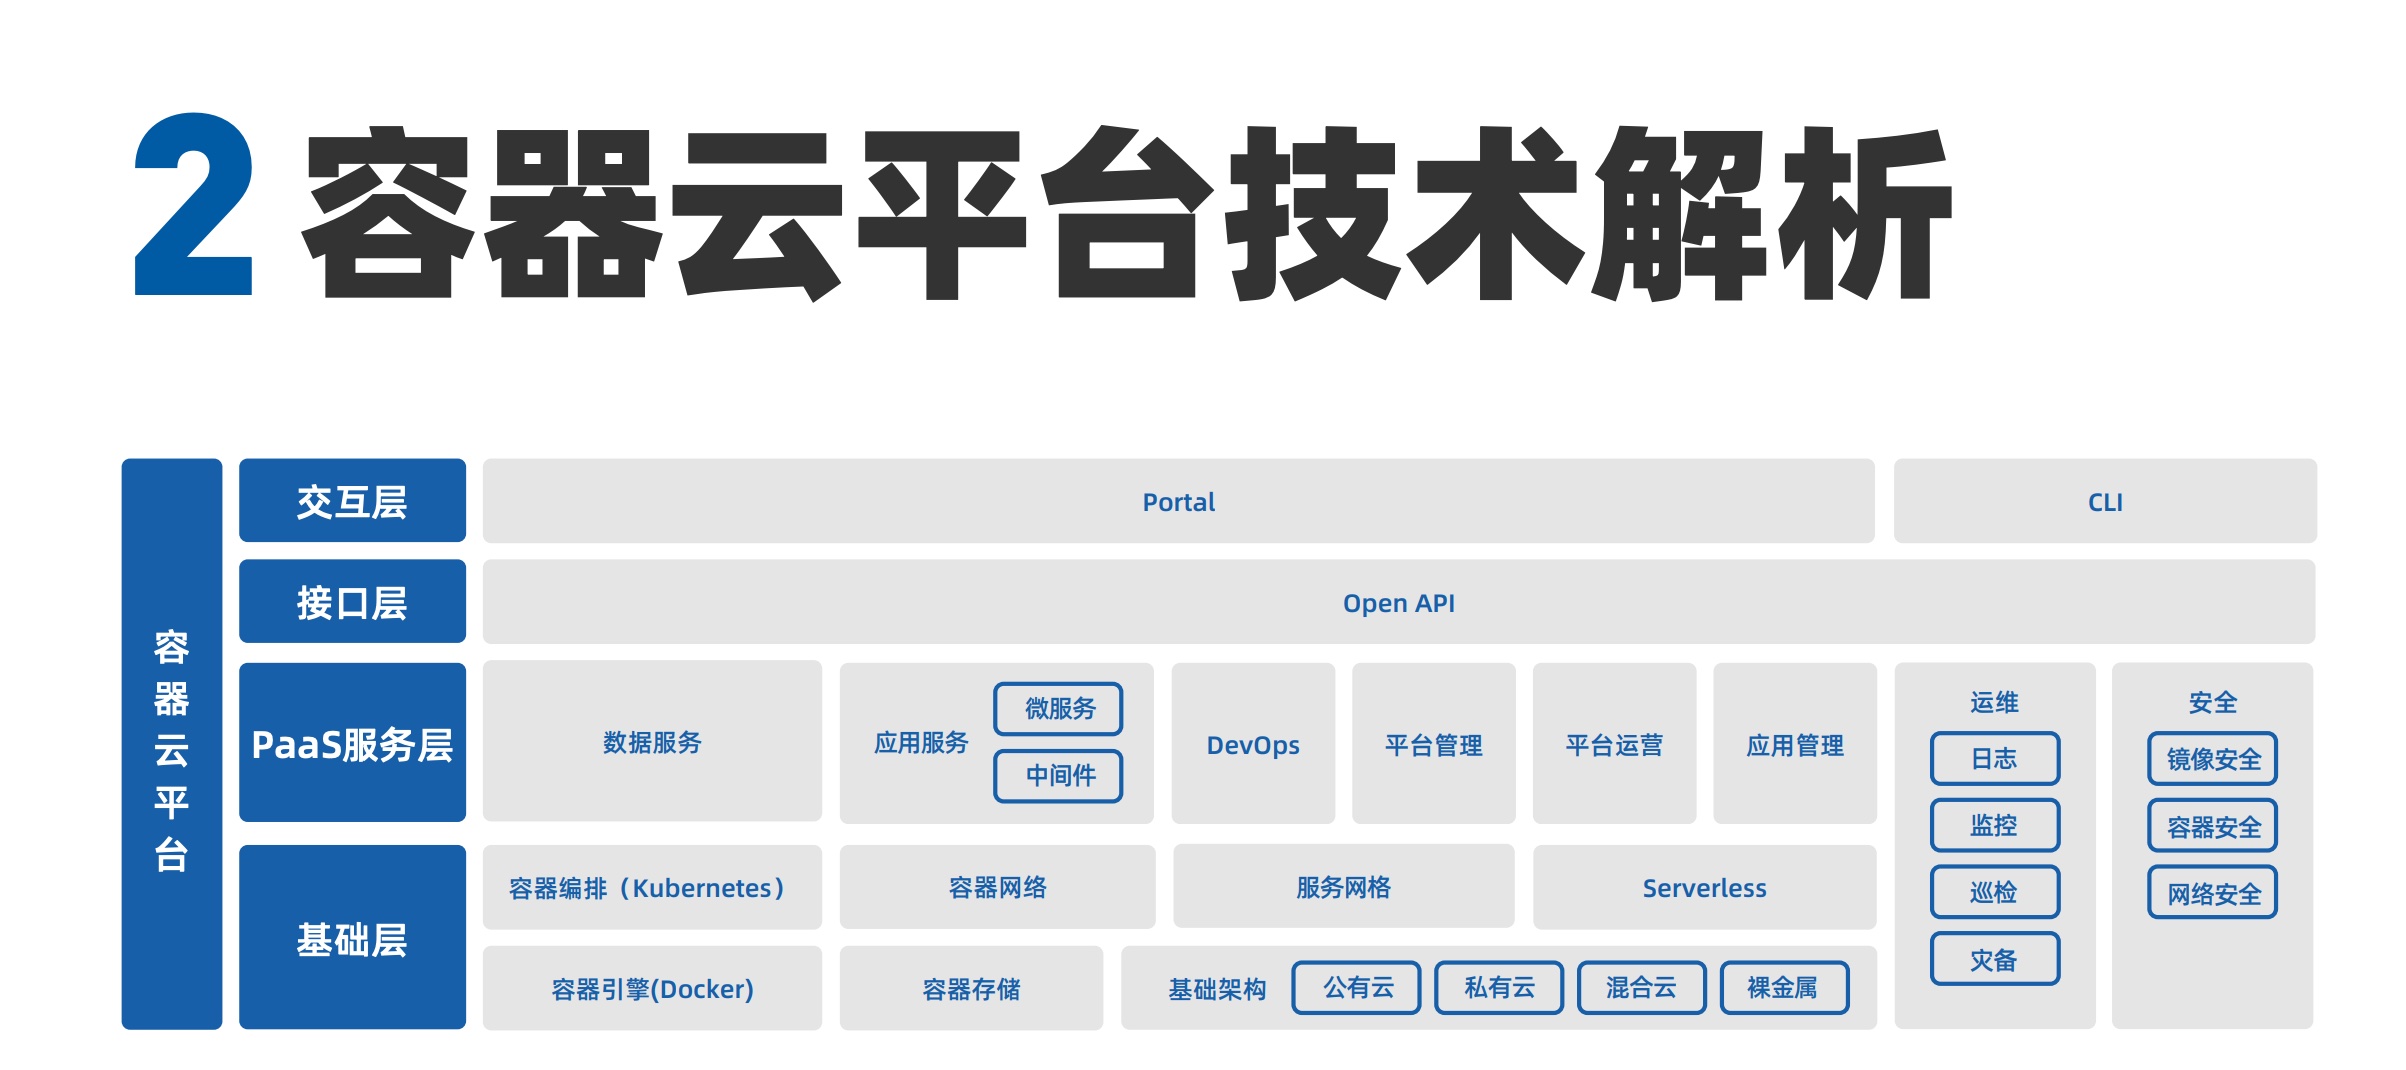 2 容器云平台技术解析
容器云平台
交互层
Portal
CLI
接口层
Open API
PaaS服务层
数据服务
应用服务
微服务
中间件
DevOps
平台管理
平台运营
应用管理
运维
日志
监控
巡检
灾备
安全
镜像安全
容器安全
网络安全
基础层
容器编排（Kubernetes）
容器网络
服务网格
Serverless
容器引擎(Docker)
容器存储
基础架构
公有云
私有云
混合云
裸金属